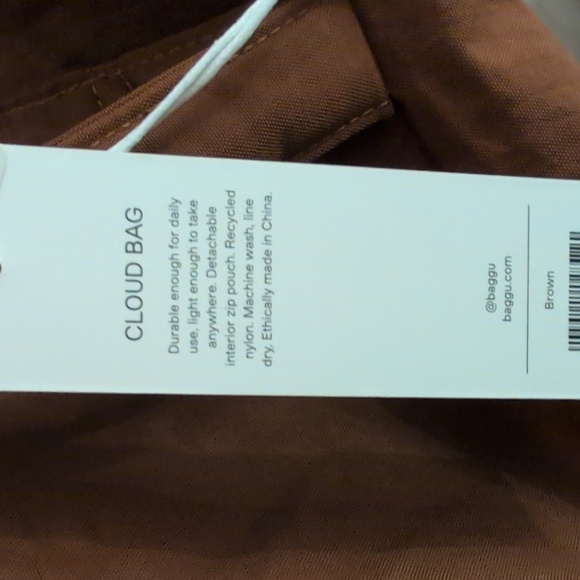 CLOUD BAG
Durable enough for daily
use, light enough to take
anywhere. Detachable
interior zip pouch. Recycled
nylon. Machine wash, line
dry. Ethically made in China.
@baggu
baggu.com
Brown